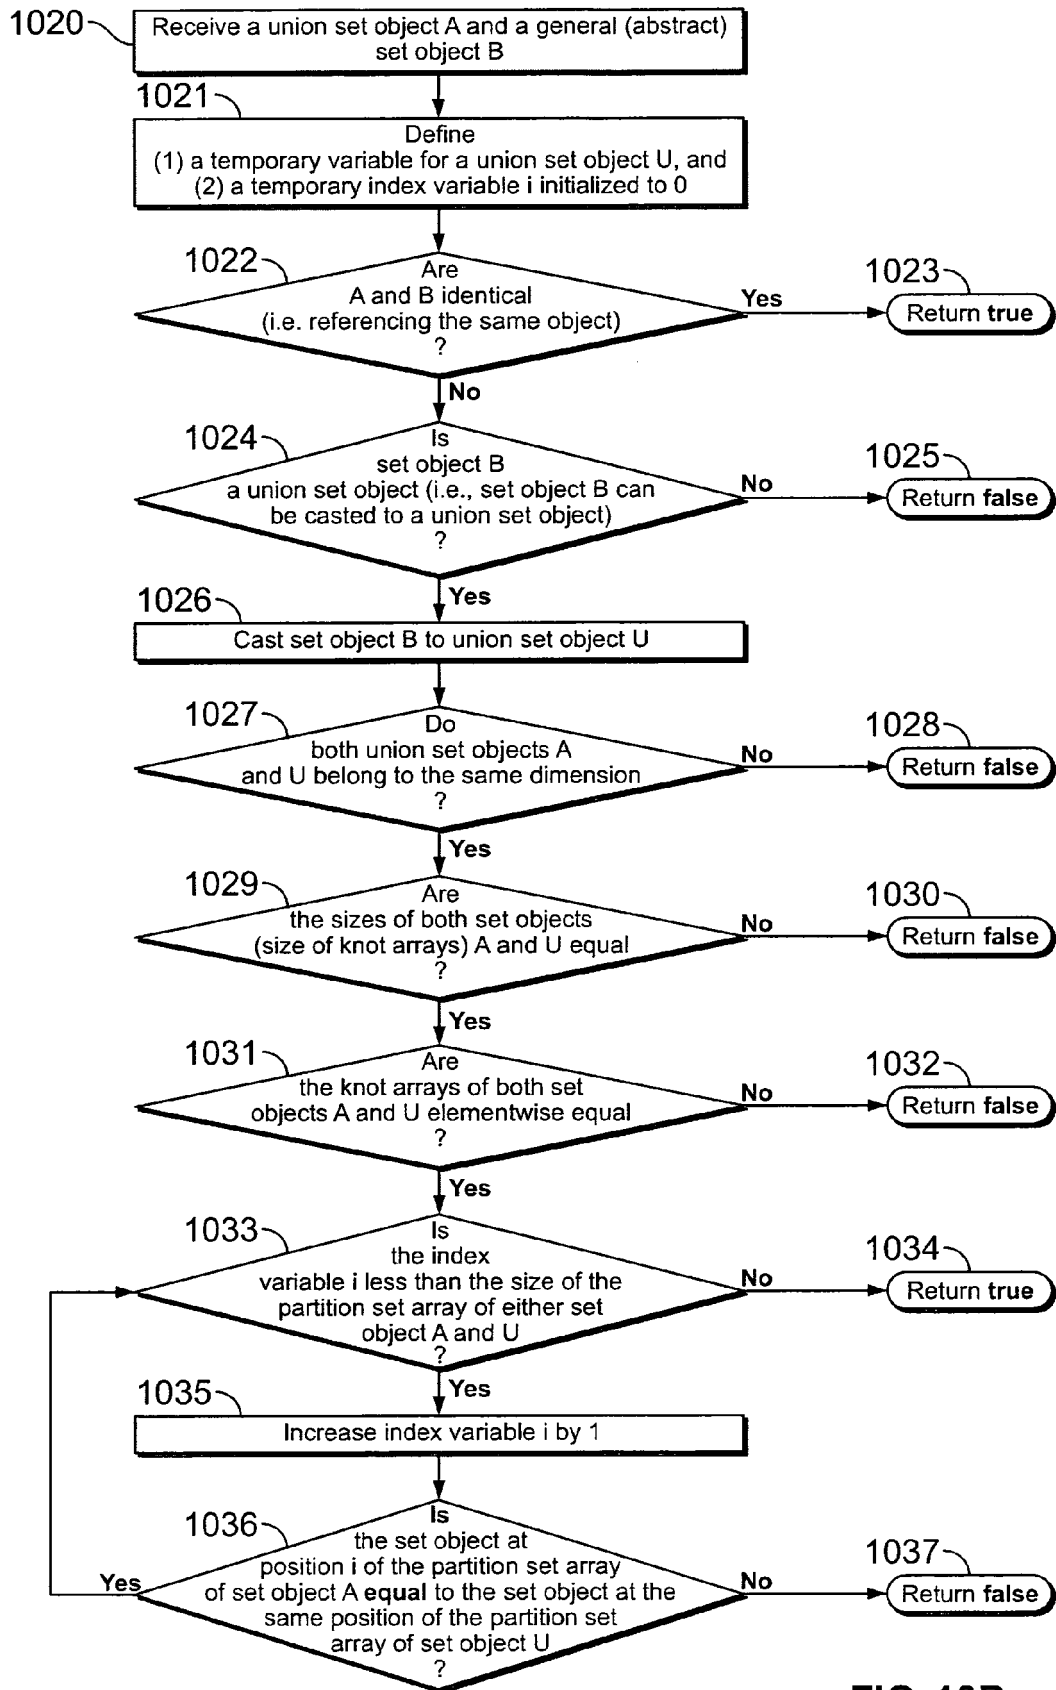 1020
Receive a union set object A and a general (abstract)
set object B
1021
Define
(1) a temporary variable for a union set object U, and
(2) a temporary index variable i initialized to 0
1022
Are
A and B identical
(i.e. referencing the same object)
?
Yes
1023
Return true
No
1024
Is
set object B
a union set object (i.e., set object B can
be casted to a union set object)
?
No
1025
Return false
Yes
1026
Cast set object B to union set object U
1027
Do
both union set objects A
and U belong to the same dimension
?
No
1028
Return false
Yes
1029
Are
the sizes of both set objects
(size of knot arrays) A and U equal
?
No
1030
Return false
Yes
1031
Are
the knot arrays of both set
objects A and U elementwise equal
?
No
1032
Return false
Yes
1033
Is
the index
variable i less than the size of the
partition set array of either set
object A and U
?
No
1034
Return true
Yes
1035
Increase index variable i by 1
1036
Is
the set object at
position i of the partition set array
of set object A equal to the set object at the
same position of the partition set
array of set object U
?
Yes
No
1037
Return false